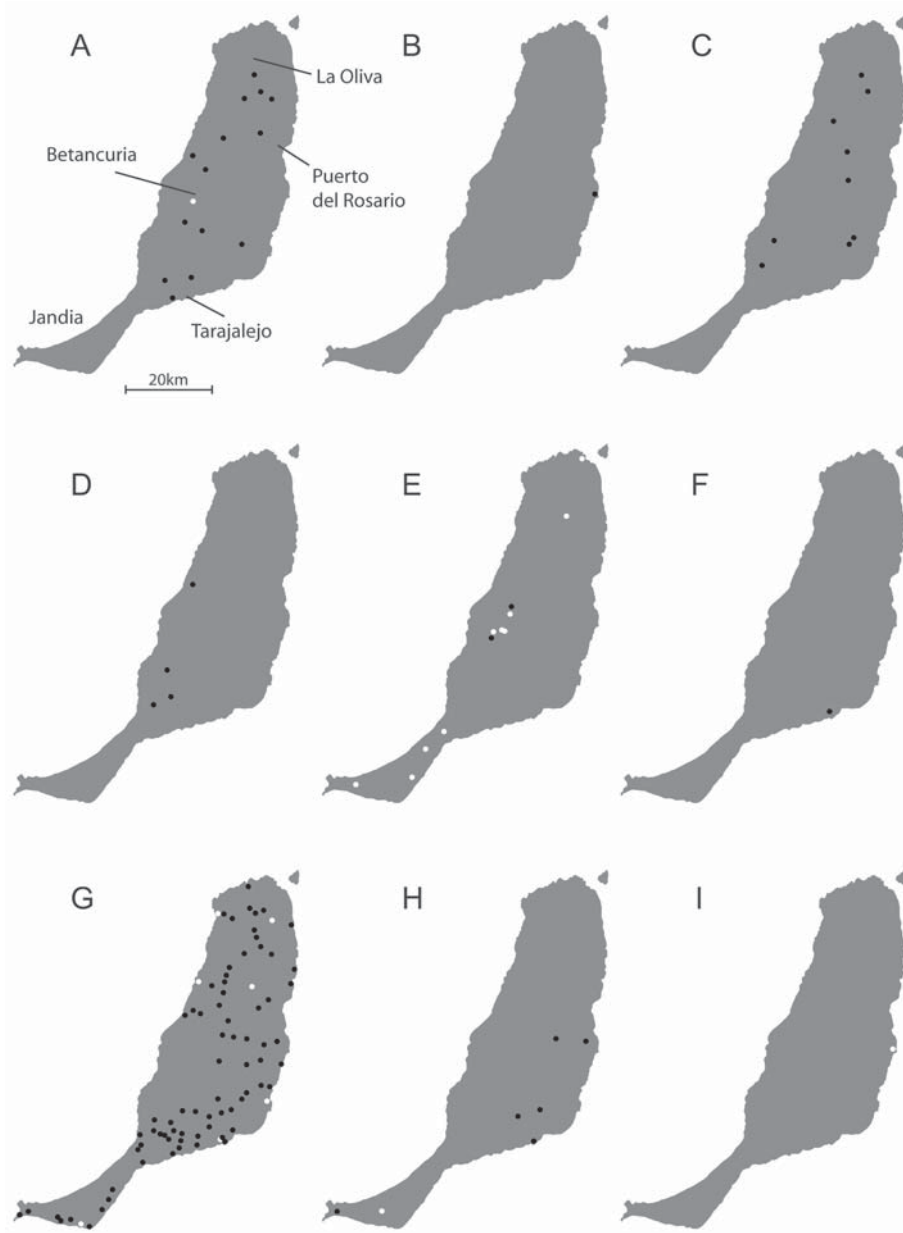 A
B
C
La Oliva
Betancuria
Puerto
del Rosario
Jandia
Tarajalejo
20km
D
E
F
G
H
I